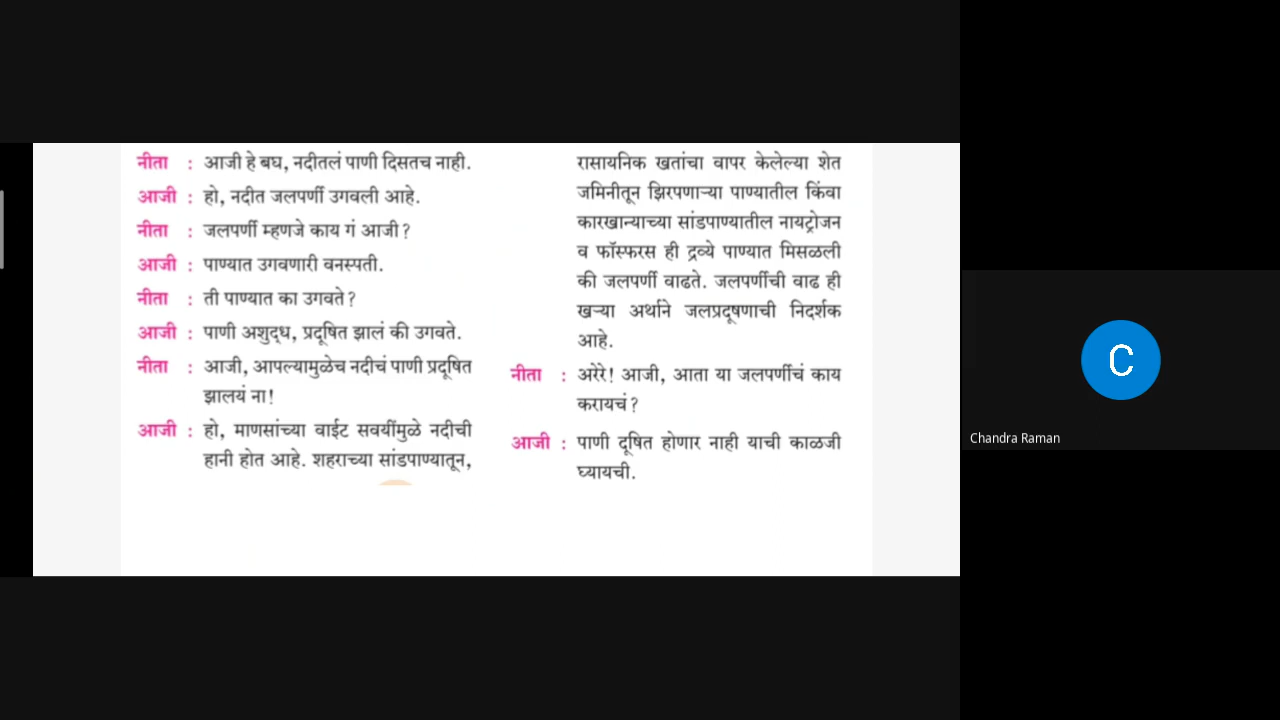 नीता : आजी हे बघ, नदीतलं पाणी दिसतच नाही.
आजी : हो, नदीत जलपर्णी उगवली आहे.
नीता : जलपर्णी म्हणजे काय गं आजी?
आजी : पाण्यात उगवणारी वनस्पती.
नीता : ती पाण्यात का उगवते?
आजी : पाणी अशुद्ध, प्रदूषित झालं की उगवते.
नीता : आजी, आपल्यामुळेच नदीचं पाणी प्रदूषित
झालयं ना!
आजी : हो, माणसांच्या वाईट सवयींमुळे नदीची
हानी होत आहे. शहराच्या सांडपाण्यातून,
रासायनिक खतांचा वापर केलेल्या शेत
जमिनीतून झिरपणाऱ्या पाण्यातील किंवा
कारखान्याच्या सांडपाण्यातील नायट्रोजन
व फॉस्फरस ही द्रव्ये पाण्यात मिसळली
की जलपर्णी वाढते. जलपर्णीची वाढ ही
खऱ्या अर्थाने जलप्रदूषणाची निदर्शक
आहे.
नीता : अरेरे! आजी, आता या जलपर्णीचं काय
करायचं?
आजी : पाणी दूषित होणार नाही याची काळजी
घ्यायची.
C
Chandra Raman